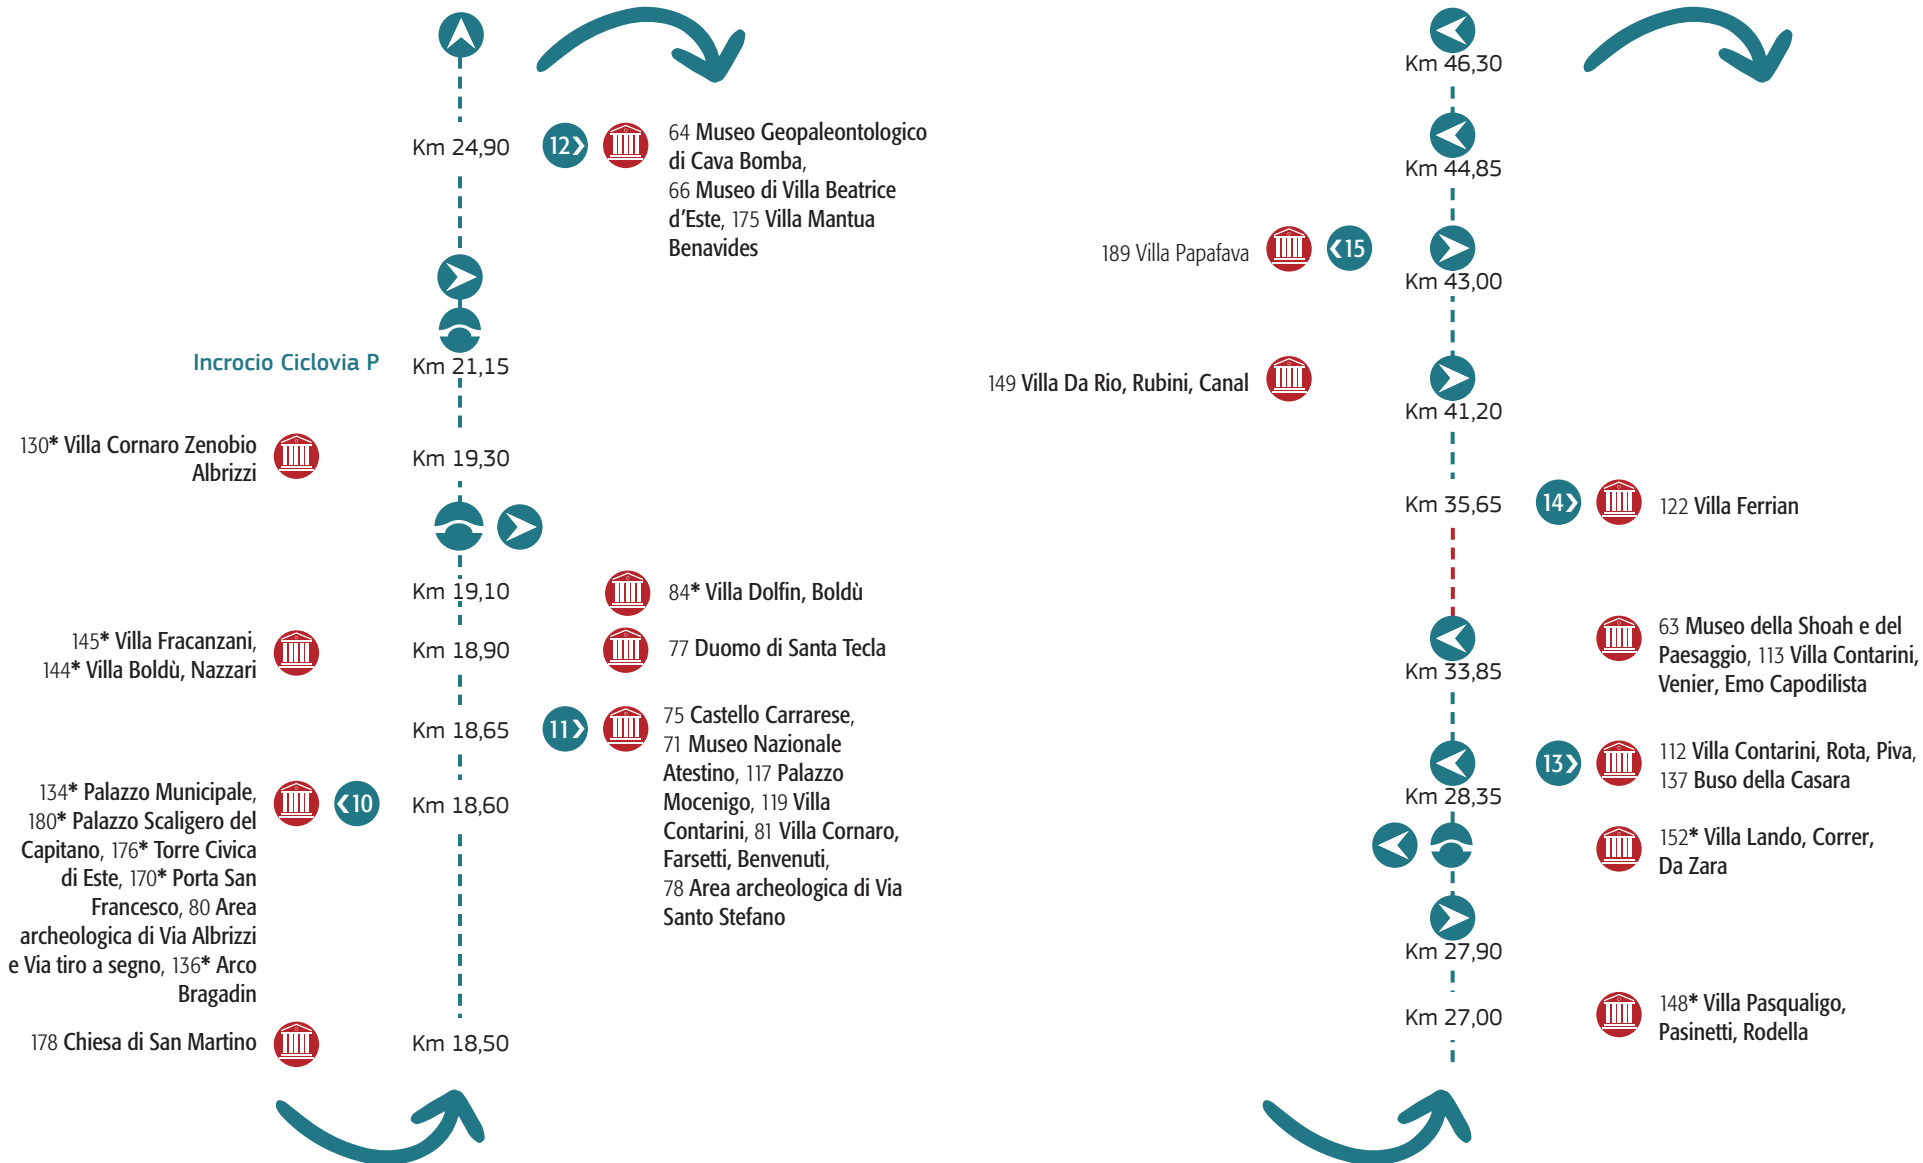 Km 24,90
12
64 Museo Geopaleontologico
di Cava Bomba,
66 Museo di Villa Beatrice
d'Este, 175 Villa Mantua
Benavides
Incrocio Ciclovia P
Km 21,15
130* Villa Cornaro Zenobio
Albrizzi
Km 19,30
Km 19,10
84* Villa Dolfin, Boldù
145* Villa Fracanzani,
144* Villa Boldù, Nazzari
Km 18,90
77 Duomo di Santa Tecla
Km 18,65
11
75 Castello Carrarese,
71 Museo Nazionale
Atestino, 117 Palazzo
Mocenigo, 119 Villa
Contarini, 81 Villa Cornaro,
Farsetti, Benvenuti,
78 Area archeologica di Via
Santo Stefano
134* Palazzo Municipale,
180* Palazzo Scaligero del
Capitano, 176* Torre Civica
di Este, 170* Porta San
Francesco, 80 Area
archeologica di Via Albrizzi
e Via tiro a segno, 136* Arco
Bragadin
10
Km 18,60
178 Chiesa di San Martino
Km 18,50
Km 46,30
Km 44,85
189 Villa Papafava
15
Km 43,00
149 Villa Da Rio, Rubini, Canal
Km 41,20
Km 35,65
14
122 Villa Ferrian
Km 33,85
63 Museo della Shoah e del
Paesaggio, 113 Villa Contarini,
Venier, Emo Capodilista
Km 28,35
13
112 Villa Contarini, Rota, Piva,
137 Buso della Casara
152* Villa Lando, Correr,
Da Zara
Km 27,90
Km 27,00
148* Villa Pasqualigo,
Pasinetti, Rodella